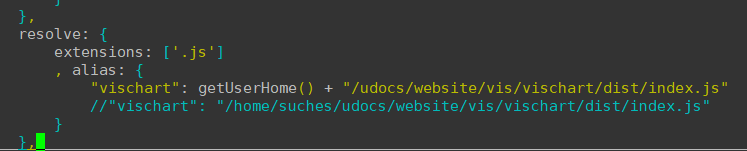 }
},
resolve: {
extensions: ['.js']
, alias: {
"vischart": getUserHome() + "/udocs/website/vis/vischart/dist/index.js"
//"vischart": "/home/suches/udocs/website/vis/vischart/dist/index.js"
}
},